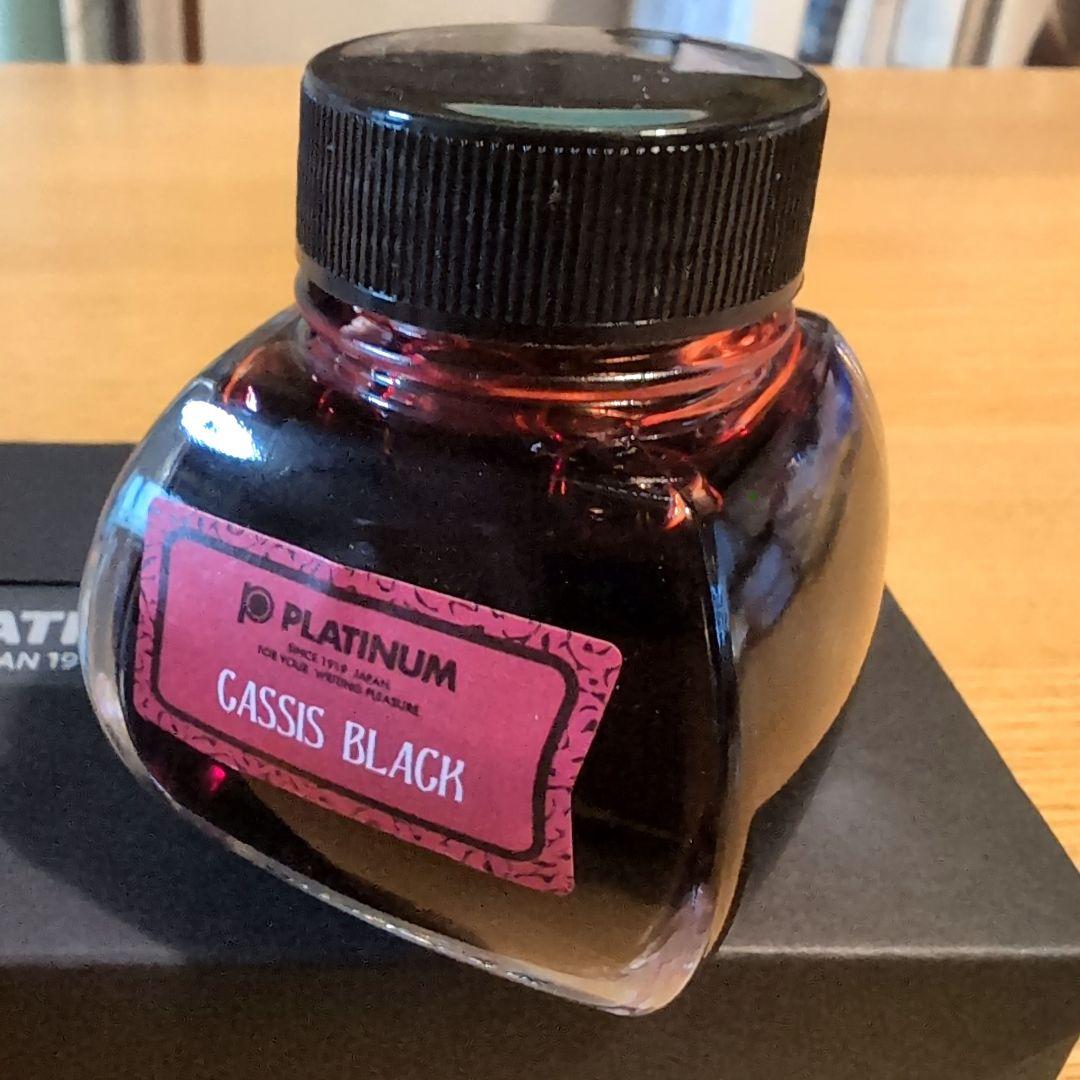 PLATINUM
SINCE 1919 JAPAN
FOR YOUR WRITING PLEASURE
CASSIS BLACK
ATI
AN 19